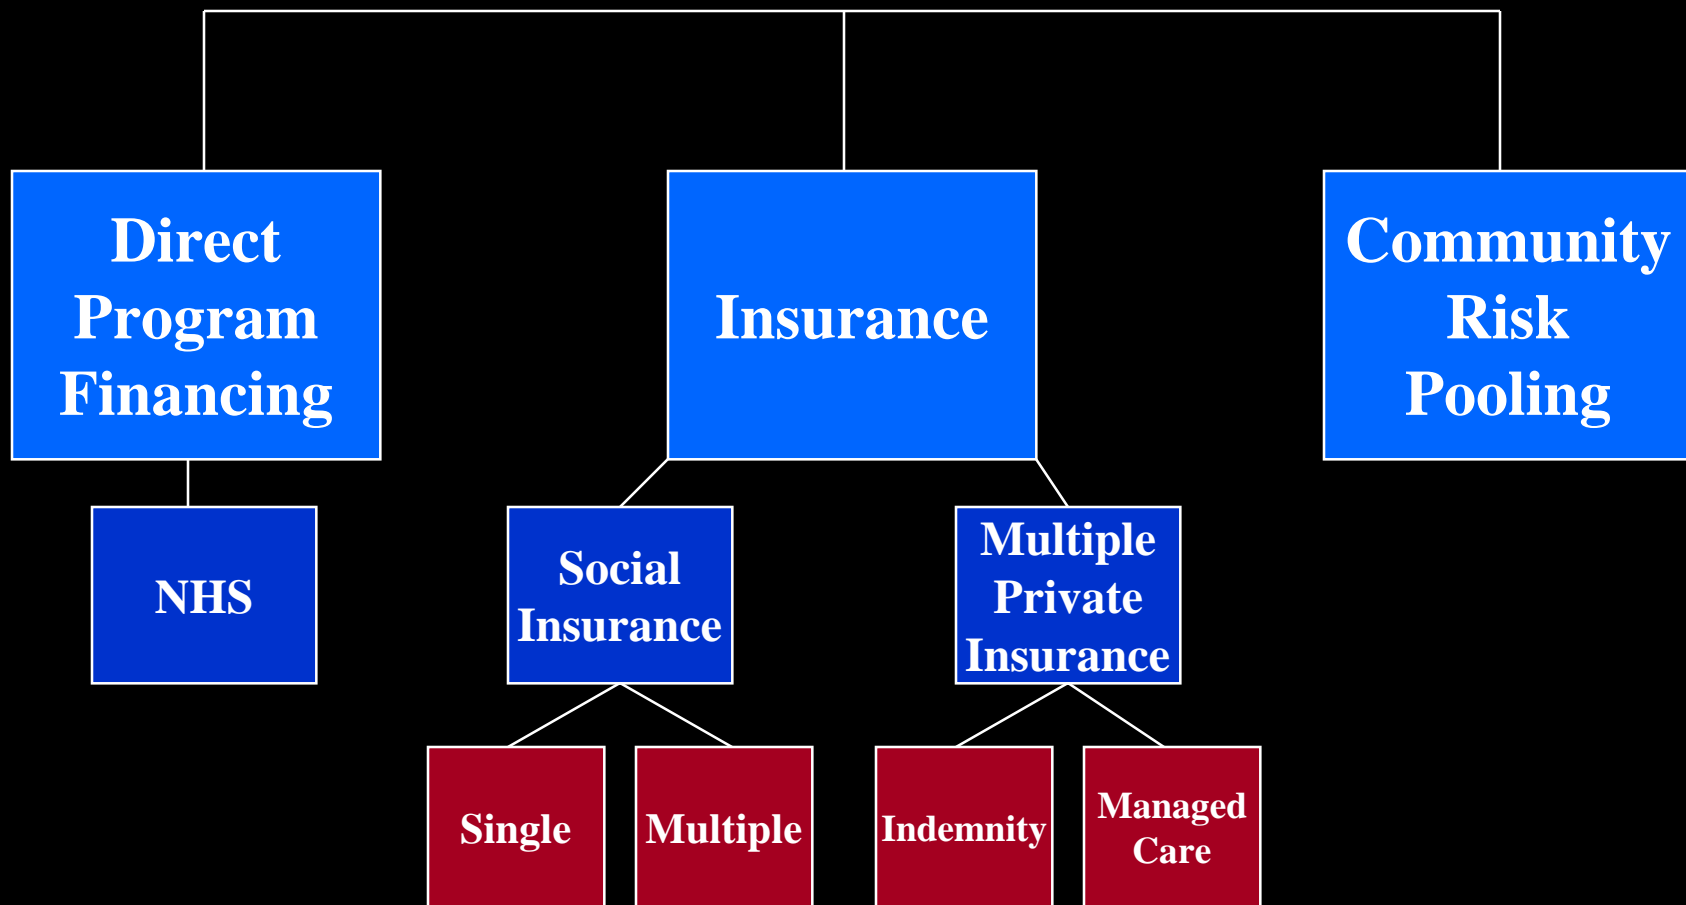 Direct
Program
Financing
Insurance
Community
Risk
Pooling
NHS
Social
Insurance
Multiple
Private
Insurance
Single
Multiple
Indemnity
Managed
Care